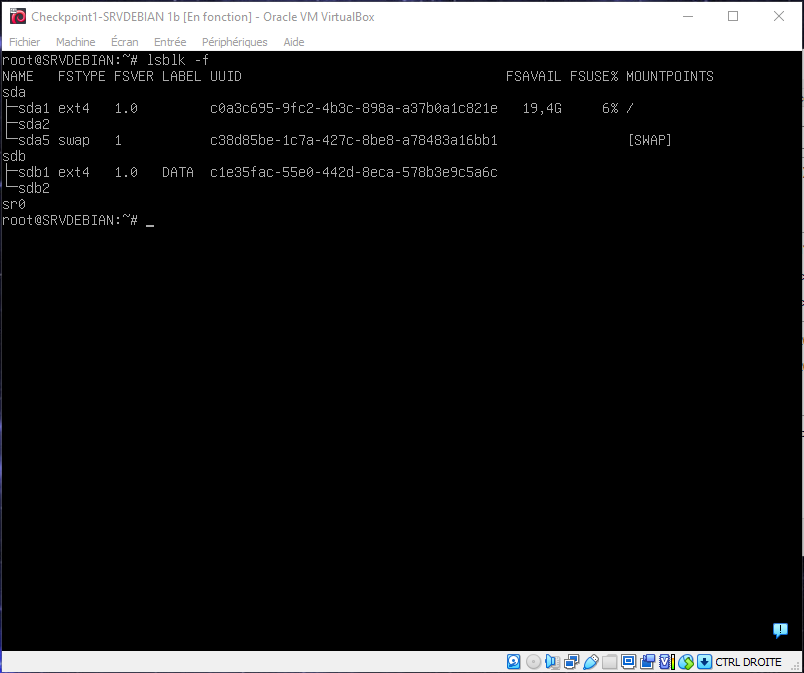 Checkpoint1-SRVDEBIAN 1b [En fonction] - Oracle VM VirtualBox
Fichier Machine Écran Entrée Périphériques Aide
root@SRVDEBIAN:~# lsblk -f
NAME FSTYPE FSVER LABEL UUID FSAVAIL FSUSE% MOUNTPOINTS
sda
├─sda1 ext4 1.0 c0a3c695-9fc2-4b3c-898a-a37b0a1c821e 19,4G 6% /
├─sda2
└─sda5 swap 1 c38d85be-1c7a-427c-8be8-a78483a16bb1 [SWAP]
sdb
├─sdb1 ext4 1.0 DATA c1e35fac-55e0-442d-8eca-578b3e9c5a6c
└─sdb2
sr0
root@SRVDEBIAN:~# _
CTRL DROITE